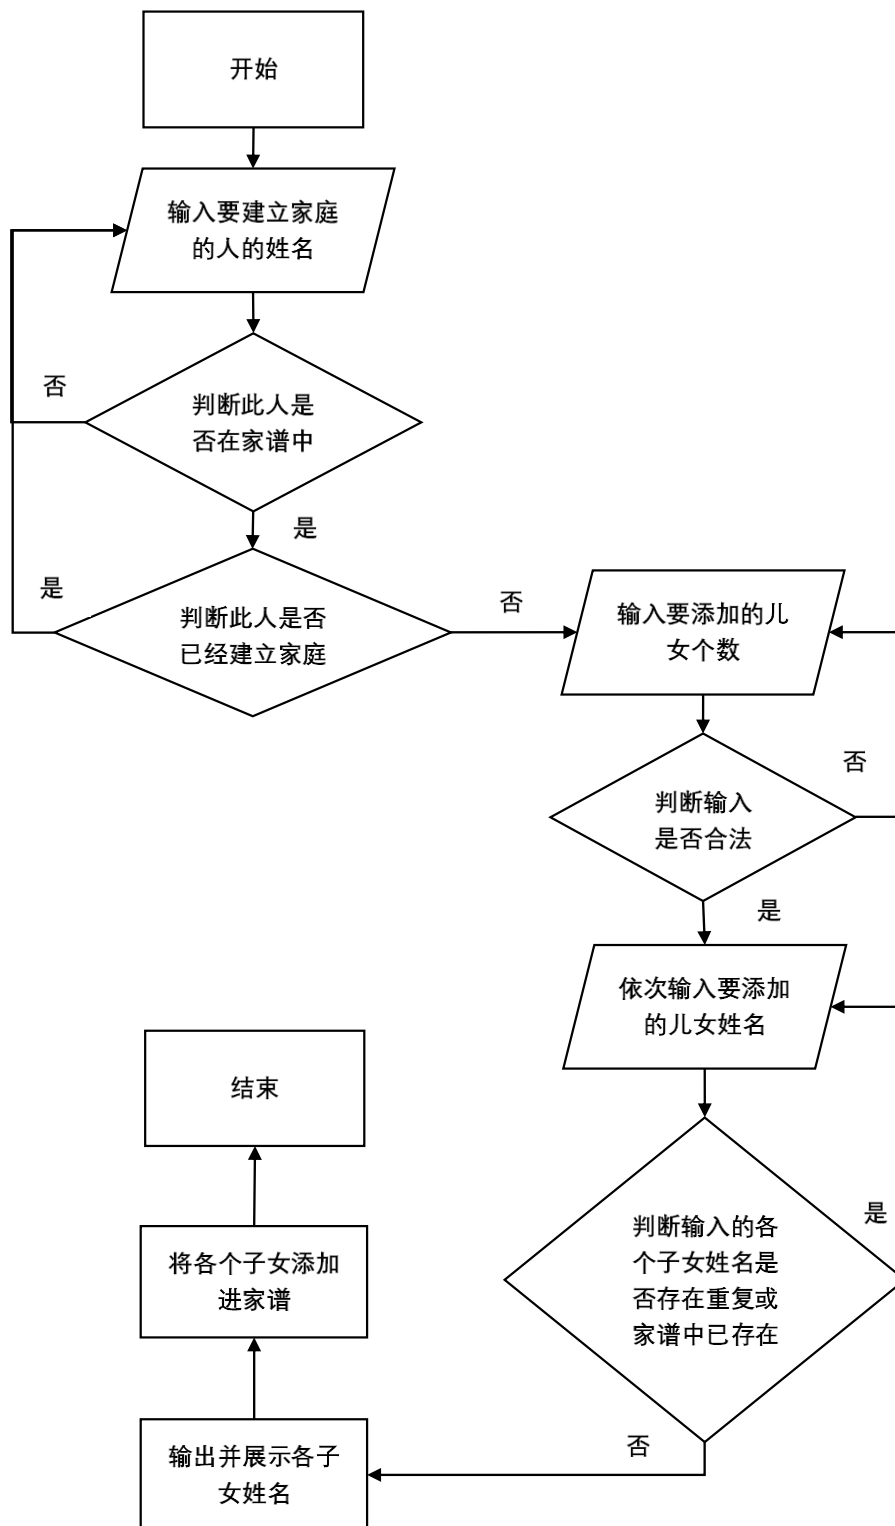 开始
输入要建立家庭
的人的姓名
否
判断此人是
否在家谱中
是
是
判断此人是否
已经建立家庭
否
输入要添加的儿
女个数
否
判断输入
是否合法
是
依次输入要添加
的儿女姓名
是
判断输入的各
个子女姓名是
否存在重复或
家谱中已存在
否
输出并展示各子
女姓名
将各个子女添加
进家谱
结束